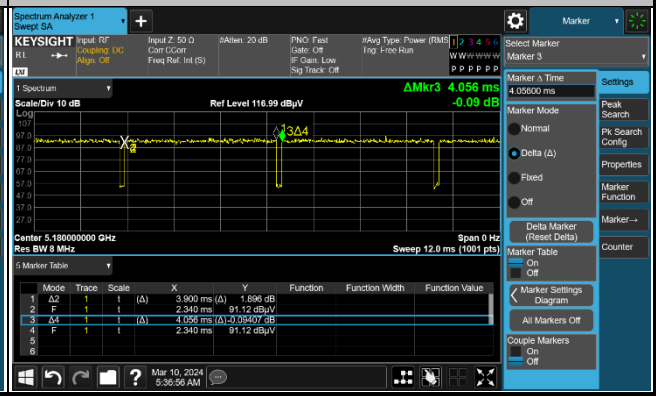 Spectrum Analyzer 1
Swept SA
Marker
KEYSIGHT
Input: RF
Coupling: DC
Align: Off
Input Z: 50 Ω
Corr CCorr
Freq Ref: Int (S)
#Atten: 20 dB
PNO: Fast
Gate: Off
IF Gain: Low
Sig Track: Off
#Avg Type: Power (RMS
Trig: Free Run
1 2 3 4 5 6
W W W W W W
P P P P P P
RL
LXI
Select Marker
Marker 3
1 Spectrum
Scale/Div 10 dB
Log
Ref Level 116.99 dBµV
ΔMkr3 4.056 ms
-0.09 dB
107
97.0
87.0
77.0
67.0
57.0
47.0
37.0
27.0
3Δ4
Center 5.180000000 GHz
Res BW 8 MHz
Span 0 Hz
Sweep 12.0 ms (1001 pts)
Marker Δ Time
4.05600 ms
Marker Mode
Normal
Delta (Δ)
Fixed
Off
Delta Marker
(Reset Delta)
Marker Table
On
Off
Marker Settings
Diagram
All Markers Off
Couple Markers
On
Off
Settings
Peak
Search
Pk Search
Config
Properties
Marker
Function
Marker→
Counter
5 Marker Table
Mode Trace Scale X Y Function Function Width Function Value
1 Δ2 1 t (Δ) 3.900 ms (Δ) 1.896 dB
2 F 1 t 2.340 ms 91.12 dBµV
3 Δ4 1 t (Δ) 4.056 ms (Δ) -0.09407 dB
4 F 1 t 2.340 ms 91.12 dBµV
5
6
?
Mar 10, 2024
5:36:56 AM